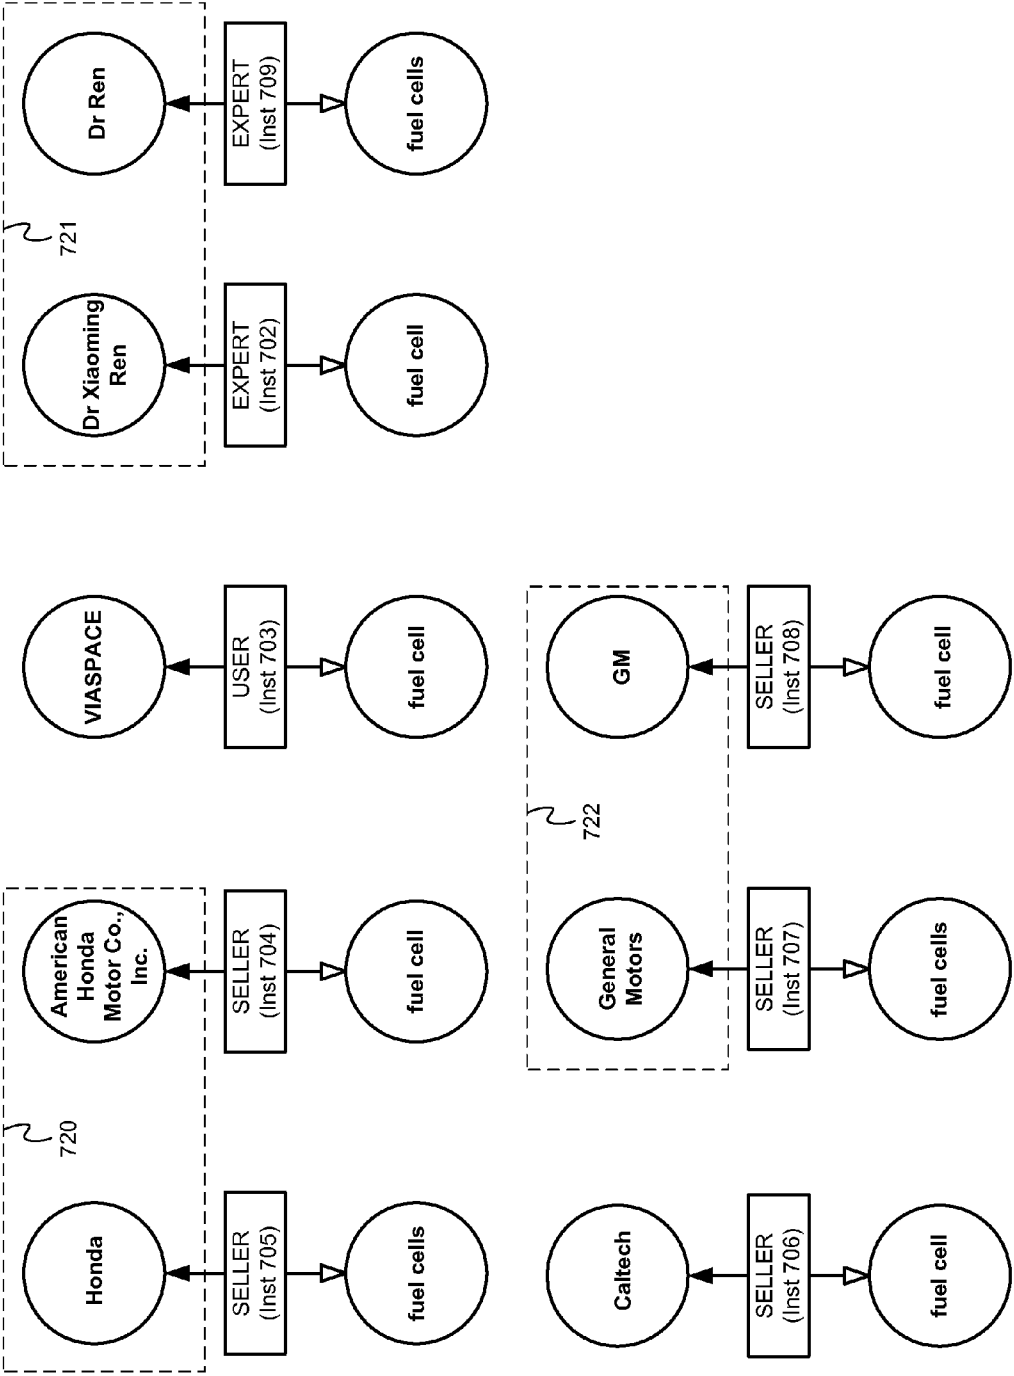 Honda
SELLER
(Inst 705)
fuel cells
720
American
Honda
Motor Co.,
Inc.
SELLER
(Inst 704)
fuel cell
VIASPACE
USER
(Inst 703)
fuel cell
Dr Xiaoming
Ren
EXPERT
(Inst 702)
fuel cell
721
Dr Ren
EXPERT
(Inst 709)
fuel cells
Caltech
SELLER
(Inst 706)
fuel cell
General
Motors
SELLER
(Inst 707)
fuel cells
722
GM
SELLER
(Inst 708)
fuel cell